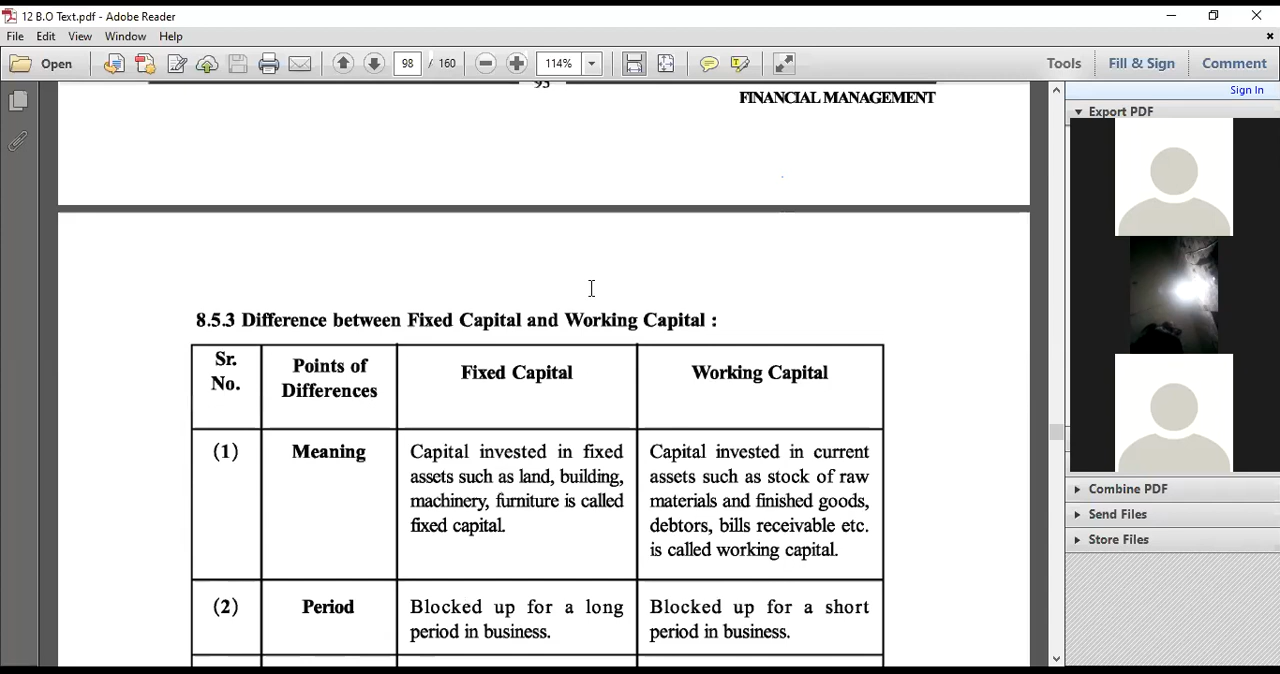 12 B.O Text.pdf - Adobe Reader
File Edit View Window Help
Open 98 / 160 114% Tools Fill & Sign Comment
Sign In
Export PDF
93
FINANCIAL MANAGEMENT
8.5.3 Difference between Fixed Capital and Working Capital :
Sr. No.
Points of Differences
Fixed Capital
Working Capital
(1)
Meaning
Capital invested in fixed
assets such as land, building,
machinery, furniture is called
fixed capital.
Capital invested in current
assets such as stock of raw
materials and finished goods,
debtors, bills receivable etc.
is called working capital.
(2)
Period
Blocked up for a long
period in business.
Blocked up for a short
period in business.
Combine PDF
Send Files
Store Files